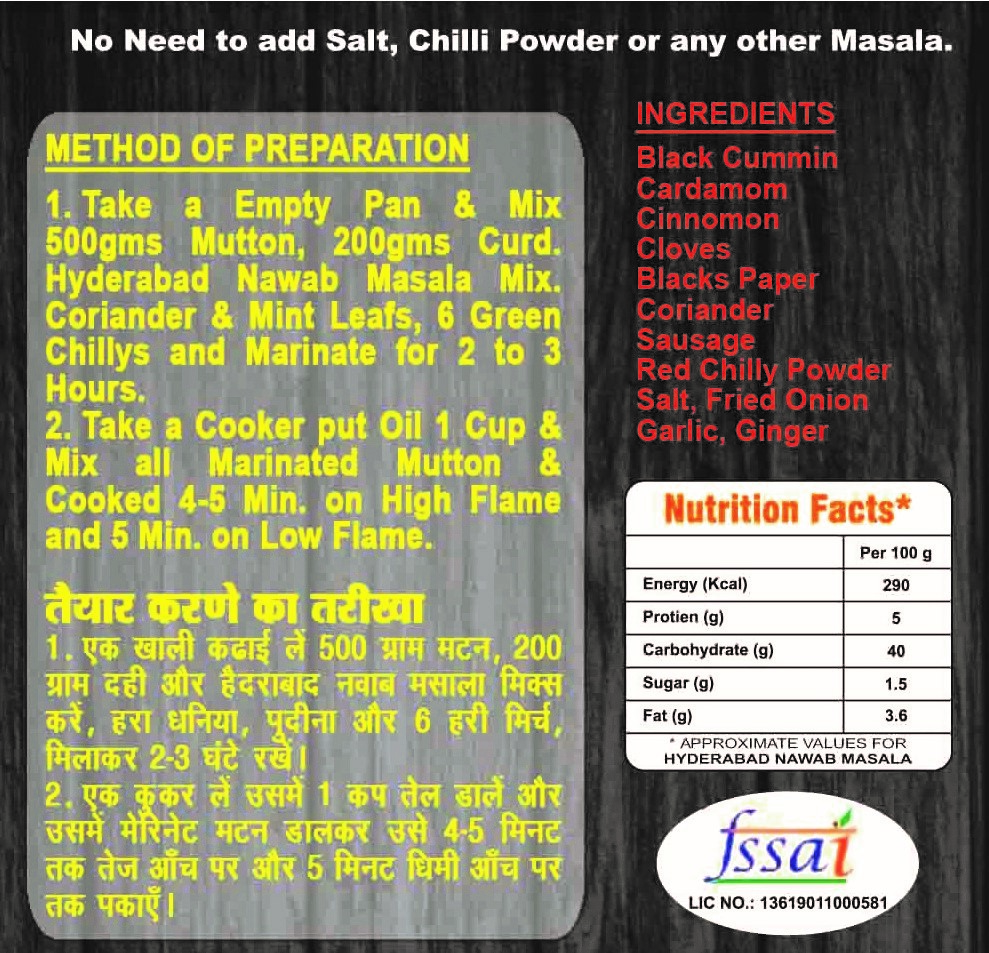 No Need to add Salt, Chilli Powder or any other Masala.
METHOD OF PREPARATION
1. Take a Empty Pan & Mix
500gms Mutton, 200gms Curd.
Hyderabad Nawab Masala Mix.
Coriander & Mint Leafs, 6 Green
Chillys and Marinate for 2 to 3
Hours.
2. Take a Cooker put Oil 1 Cup &
Mix all Marinated Mutton &
Cooked 4-5 Min. on High Flame
and 5 Min. on Low Flame.
तैयार करणे का तरीखा
1. एक खाली कढाई लें 500 ग्राम मटन, 200
ग्राम दही और हैदराबाद नवाब मसाला मिक्स
करें, हरा धनिया, पुदीना और 6 हरी मिर्च,
मिलाकर 2-3 घंटे रखें।
2. एक कुकर लें उसमें 1 कप तेल डालें और
उसमें मेरिनेट मटन डालकर उसे 4-5 मिनट
तक तेज आँच पर और 5 मिनट धिमी आँच पर
तक पकाएँ।
INGREDIENTS
Black Cummin
Cardamom
Cinnomon
Cloves
Blacks Paper
Coriander
Sausage
Red Chilly Powder
Salt, Fried Onion
Garlic, Ginger
Nutrition Facts*
Per 100 g
Energy (Kcal) 290
Protien (g) 5
Carbohydrate (g) 40
Sugar (g) 1.5
Fat (g) 3.6
* APPROXIMATE VALUES FOR
HYDERABAD NAWAB MASALA
fssai
LIC NO.: 13619011000581